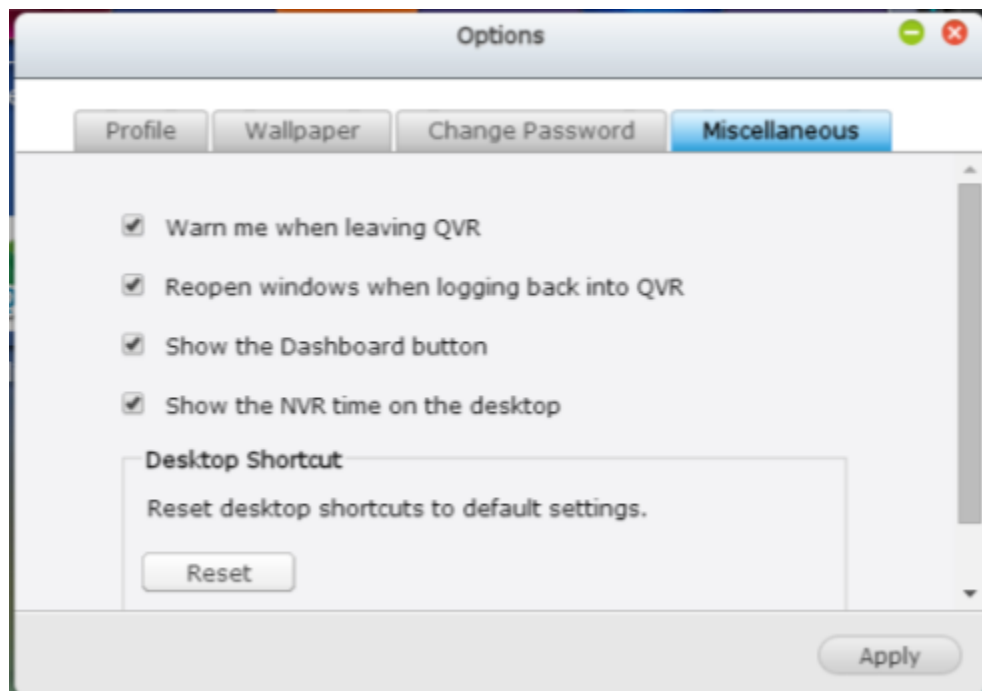 Options
Profile Wallpaper Change Password Miscellaneous
Warn me when leaving QVR
Reopen windows when logging back into QVR
Show the Dashboard button
Show the NVR time on the desktop
Desktop Shortcut
Reset desktop shortcuts to default settings.
Reset
Apply